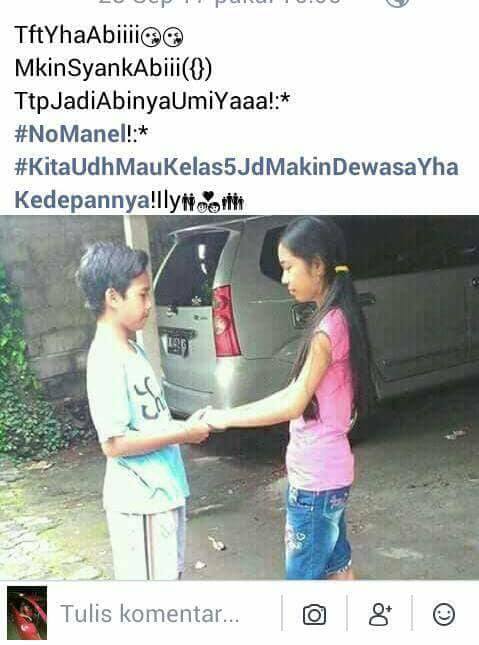 TftYhaAbiiii😘😘
MkinSyankAbiii({})
TtpJadiAbinyaUmiYaaa!:*
#NoManel!:*
#KitaUdhMauKelas5JdMakinDewasaYha
Kedepannya!Ily👬💑👪
Tulis komentar...